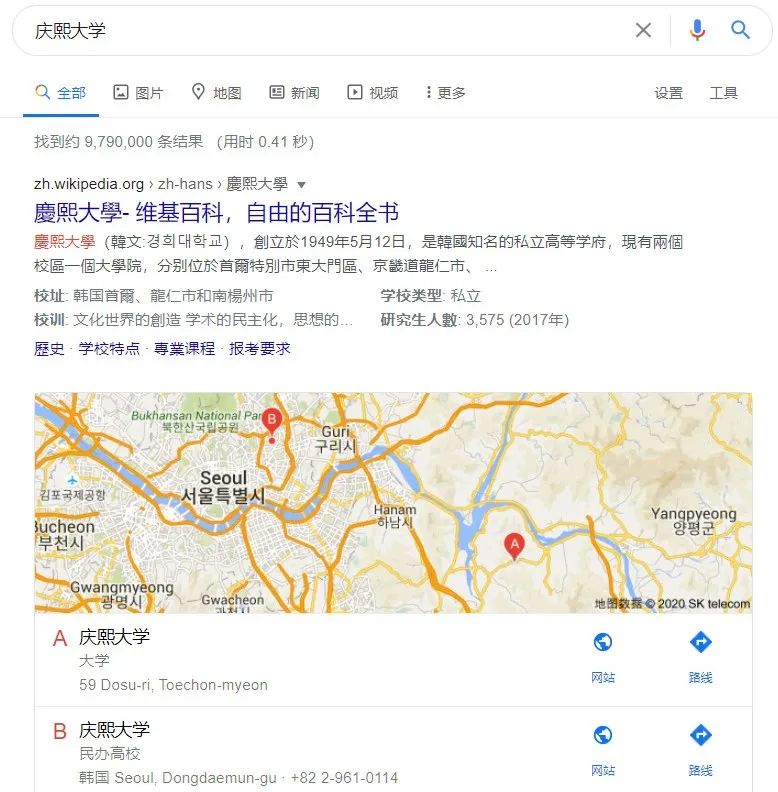 庆熙大学
全部 图片 地图 新闻 视频 更多 设置 工具
找到约 9,790,000 条结果 （用时 0.41 秒）
zh.wikipedia.org › zh-hans › 慶熙大學
慶熙大學- 维基百科，自由的百科全书
慶熙大學（韓文:경희대학교），創立於1949年5月12日，是韓國知名的私立高等学府，現有兩個
校區一個大學院，分别位於首爾特別市東大門區、京畿道龍仁市、 ...
校址: 韩国首爾、龍仁市和南楊州市 学校类型: 私立
校训: 文化世界的創造 学术的民主化，思想的... 研究生人數: 3,575 (2017年)
歷史 · 学校特点 · 專業课程 · 报考要求
Bukhansan National Par
북한산국립공원
B
Guri
구리시
Seoul
서울특별시
김포국제공항
Hanam
하남시
Bucheon
부천시
A
Yangpyeong
양평군
Gwangmyeong
광명시
Gwacheon
과천시
地图数据 © 2020 SK telecom
A 庆熙大学
大学
59 Dosu-ri, Toechon-myeon
网站 路线
B 庆熙大学
民办高校
韩国 Seoul, Dongdaemun-gu · +82 2-961-0114
网站 路线